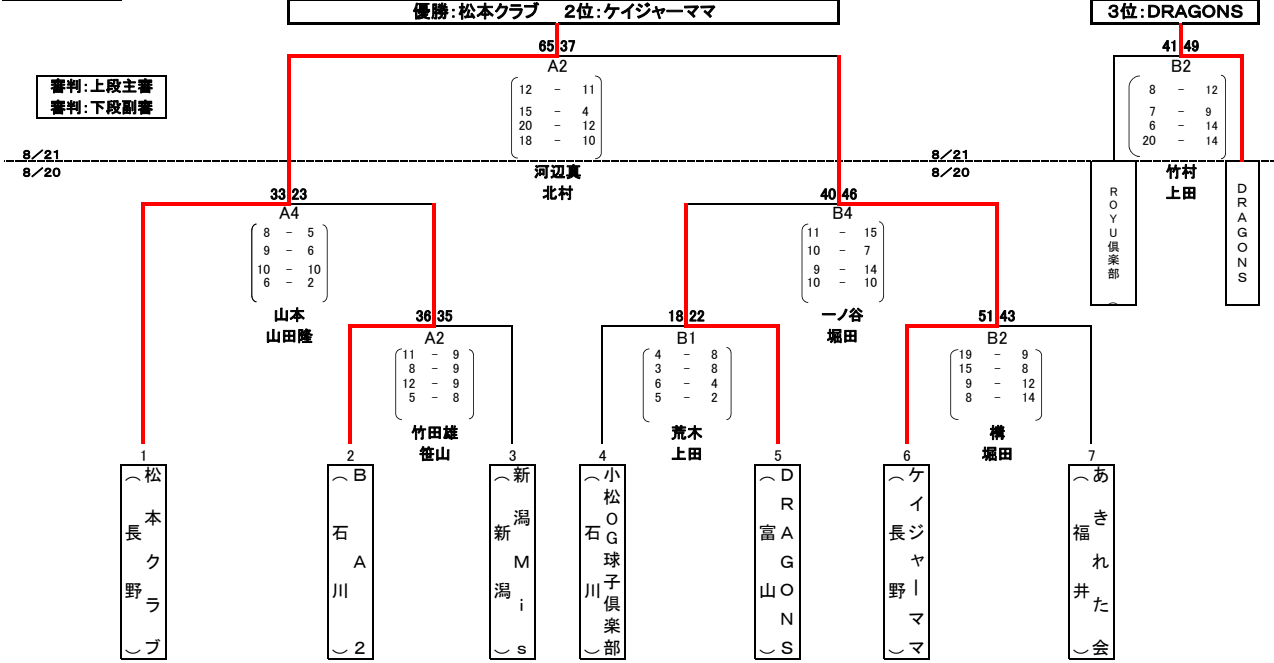 優勝：松本クラブ　２位：ケイジャーママ
３位：DRAGONS
65 37
A2
12 － 11
15 － 4
20 － 12
18 － 10
河辺真
北村
41 49
B2
8 － 12
7 － 9
6 － 14
20 － 14
竹村
上田
審判：上段主審
審判：下段副審
8／21
8／20
8／21
8／20
ROYU倶楽部（
DRAGONS
33 23
A4
8 － 5
9 － 6
10 － 10
6 － 2
山本
山田隆
40 46
B4
11 － 15
10 － 7
9 － 14
10 － 10
一ノ谷
堀田
36 35
A2
11 － 9
8 － 9
12 － 9
5 － 8
竹田雄
笹山
18 22
B1
4 － 8
3 － 8
6 － 4
5 － 2
荒木
上田
51 43
B2
19 － 9
15 － 8
9 － 12
8 － 14
構
堀田
1
松本クラブ
（長野）
2
BA2
（石川）
3
新潟Mis
（新潟）
4
小松OG球子倶楽部
（石川）
5
DRAGONS
（富山）
6
ケイジャーママ
（長野）
7
あきれた会
（福井）